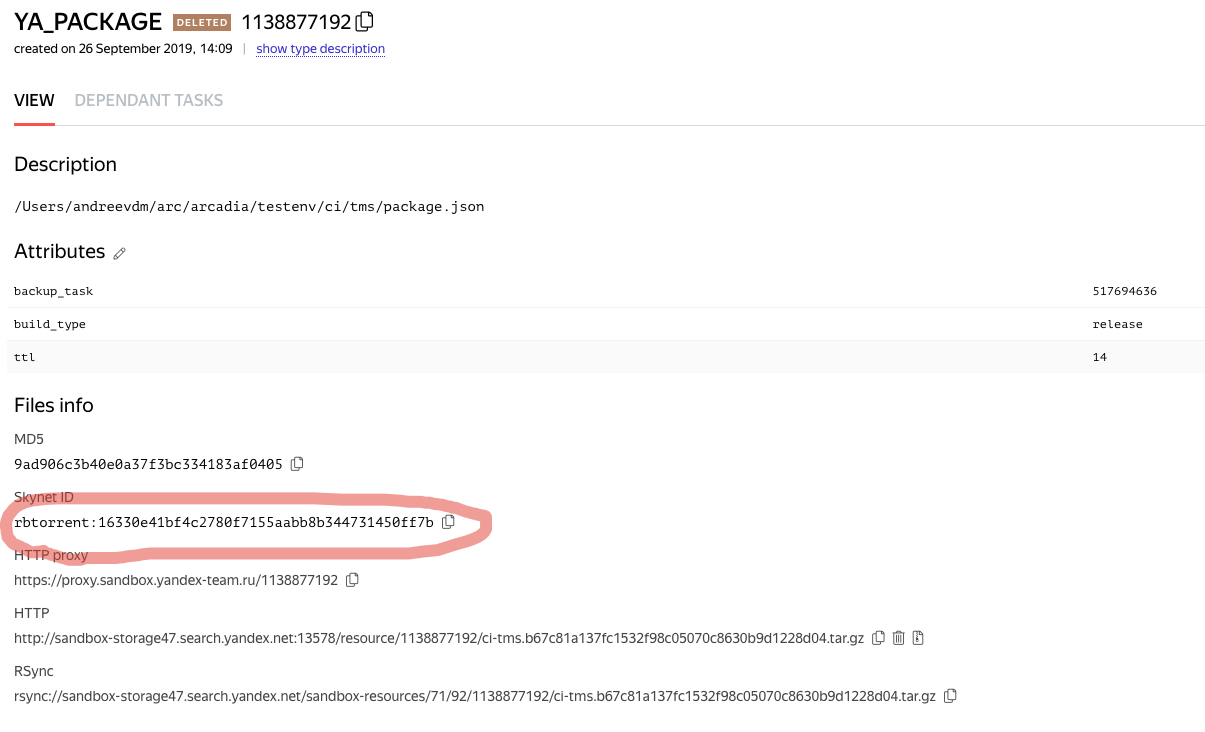 YA_PACKAGE DELETED 1138877192
created on 26 September 2019, 14:09 | show type description
VIEW DEPENDANT TASKS
Description
/Users/andreevdm/arc/arcadia/testenv/ci/tms/package.json
Attributes
backup_task 517694636
build_type release
ttl 14
Files info
MD5
9ad906c3b40e0a37f3bc334183af0405
Skynet ID
rbtorrent:16330e41bf4c2780f7155aabb8b344731450ff7b
HTTP proxy
https://proxy.sandbox.yandex-team.ru/1138877192
HTTP
http://sandbox-storage47.search.yandex.net:13578/resource/1138877192/ci-tms.b67c81a137fc1532f98c05070c8630b9d1228d04.tar.gz
RSync
rsync://sandbox-storage47.search.yandex.net/sandbox-resources/71/92/1138877192/ci-tms.b67c81a137fc1532f98c05070c8630b9d1228d04.tar.gz